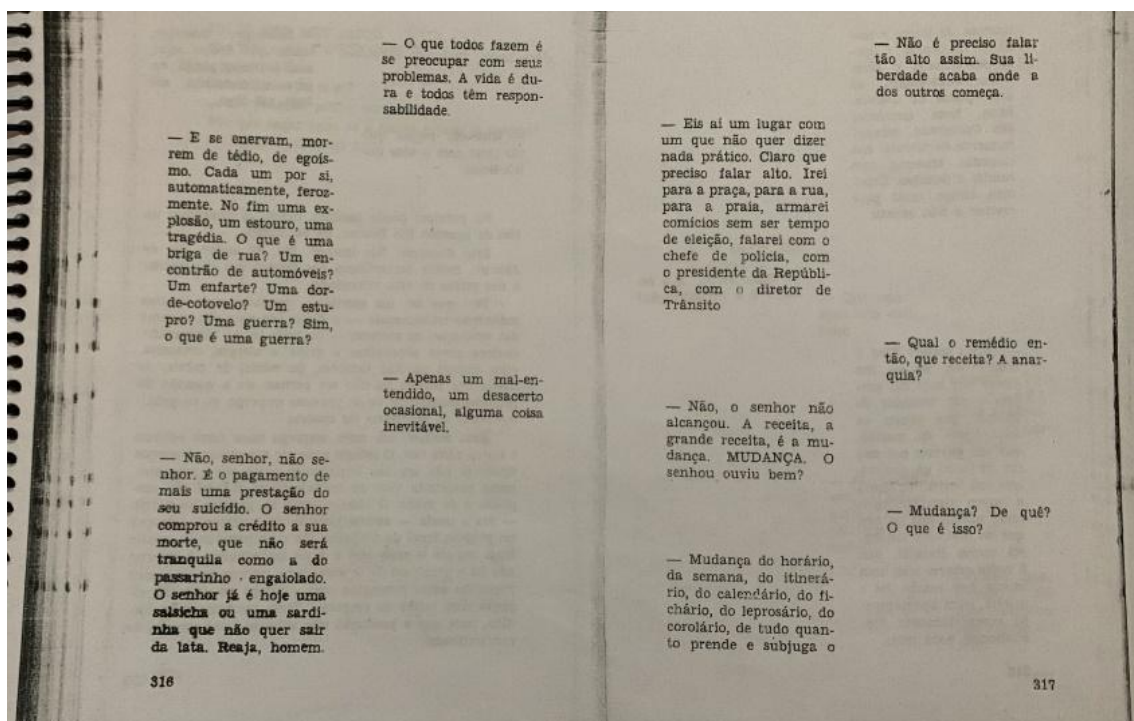 — O que todos fazem é
se preocupar com seus
problemas. A vida é du-
ra e todos têm respon-
sabilidade.
— E se enervam, mor-
rem de tédio, de egoís-
mo. Cada um por si,
automaticamente, feroz-
mente. No fim uma ex-
plosão, um estouro, uma
tragédia. O que é uma
briga de rua? Um en-
contrão de automóveis?
Um enfarte? Uma dor-
de-cotovelo? Um estu-
pro? Uma guerra? Sim,
o que é uma guerra?
— Apenas um mal-en-
tendido, um desacerto
ocasional, alguma coisa
inevitável.
— Não, senhor, não se-
nhor. É o pagamento de
mais uma prestação do
seu suicídio. O senhor
comprou a crédito a sua
morte, que não será
tranquila como a do
passarinho engaiolado.
O senhor já é hoje uma
salsicha ou uma sardi-
nha que não quer sair
da lata. Reaja, homem.
316
— Não é preciso falar
tão alto assim. Sua li-
berdade acaba onde a
dos outros começa.
— Eis aí um lugar com
um que não quer dizer
nada prático. Claro que
preciso falar alto. Irei
para a praça, para a rua,
para a praia, armarei
comícios sem ser tempo
de eleição, falarei com o
chefe de polícia, com
o presidente da Repúbli-
ca, com o diretor de
Trânsito
— Qual o remédio en-
tão, que receita? A anar-
quia?
— Não, o senhor não
alcançou. A receita, a
grande receita, é a mu-
dança. MUDANÇA. O
senhou ouviu bem?
— Mudança? De quê?
O que é isso?
— Mudança do horário,
da semana, do itinerá-
rio, do calendário, do fi-
chário, do leprosário, do
corolário, de tudo quan-
to prende e subjuga o
317